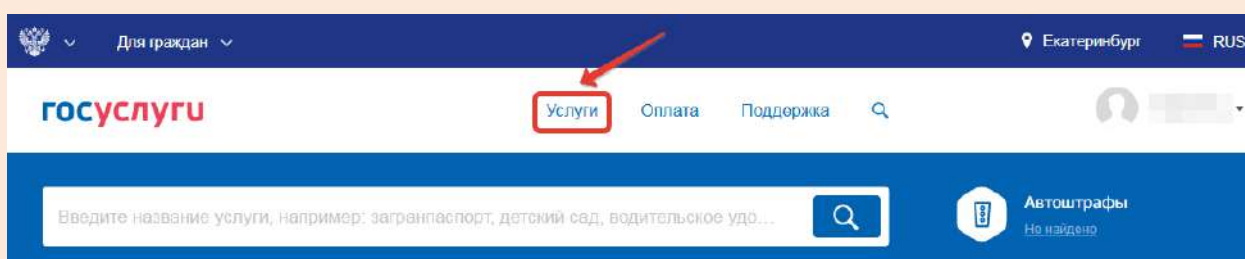 Для граждан
Екатеринбург
RUS
госуслуги
Услуги Оплата Поддержка
Введите название услуги, например: загранпаспорт, детский сад, водительское удо...
Автоштрафы
Не найдено